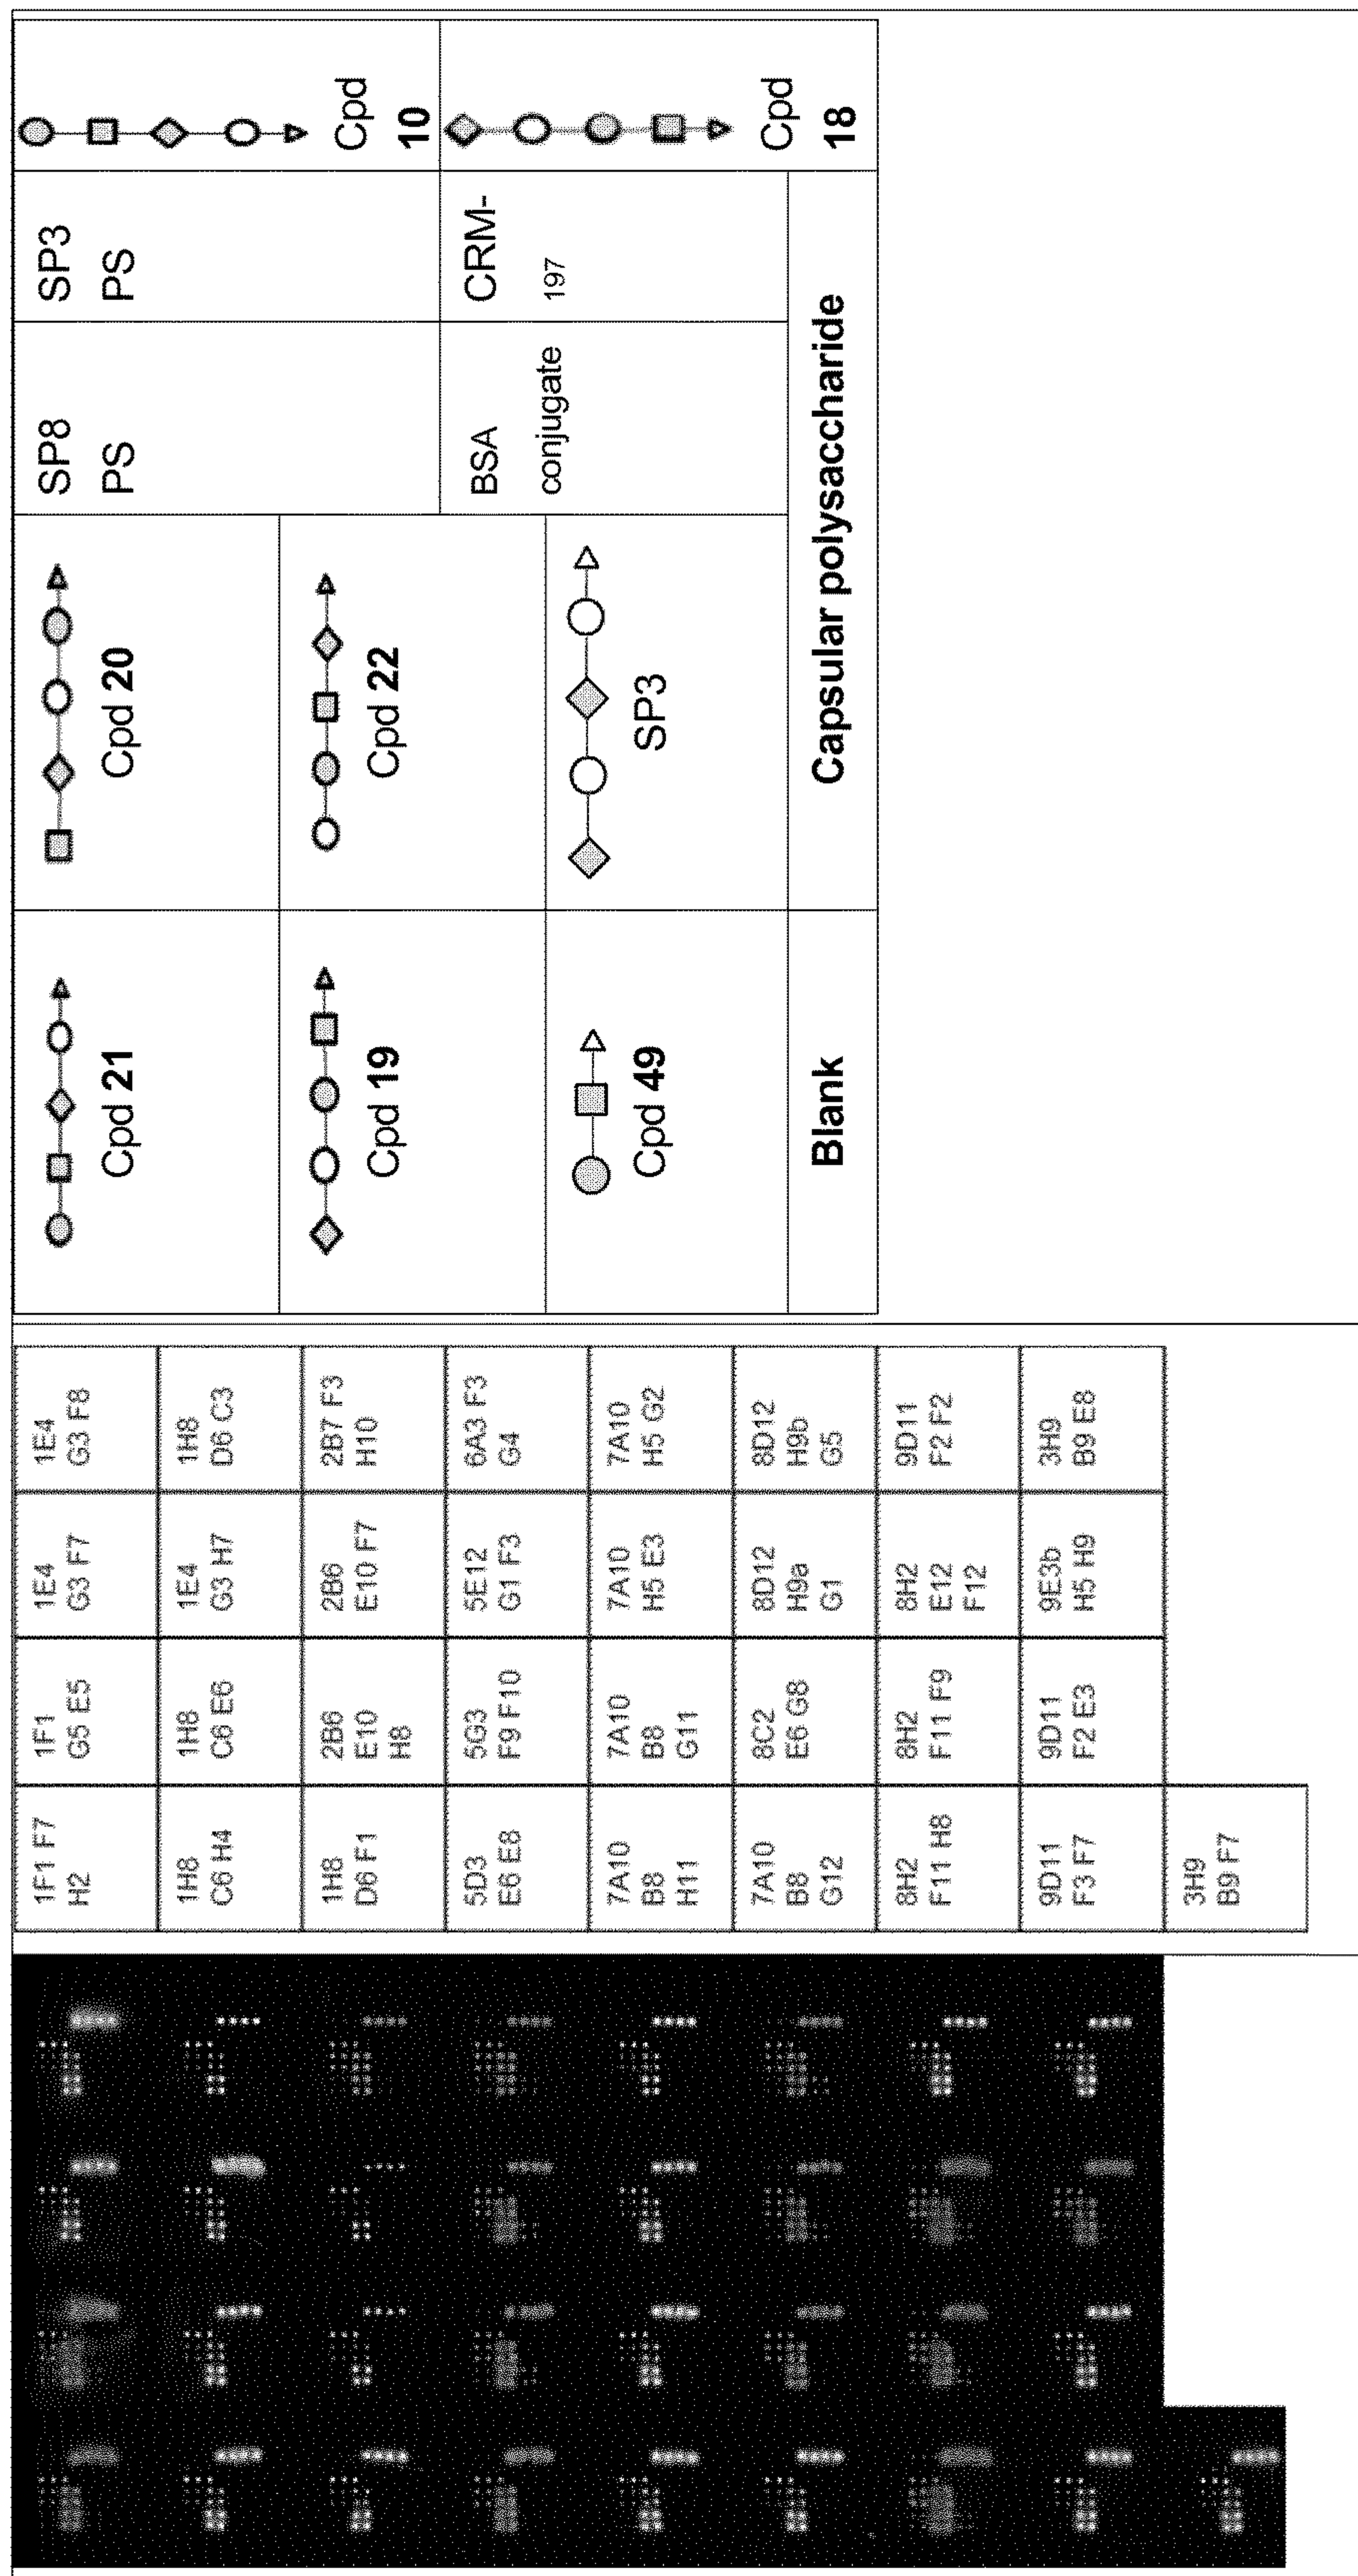 1F1 F7
H2
1F1
G5 E5
1E4
G3 F7
1E4
G3 F8
1H8
C6 H4
1H8
C6 E6
1E4
G3 H7
1H8
D6 C3
1H8
D6 F1
2B6
E10
H8
2B6
E10 F7
2B7 F3
H10
5D3
E6 E8
5G3
F9 F10
5E12
G1 F3
6A3 F3
G4
7A10
B8
H11
7A10
B8
G11
7A10
H5 E3
7A10
H5 G2
7A10
B8
G12
8C2
E6 G8
8D12
H9a
G1
8D12
H9b
G5
8H2
F11 H8
8H2
F11 F9
8H2
E12
F12
9D11
F2 F2
9D11
F3 F7
9D11
F2 E3
9E3b
H5 H9
3H9
B9 E8
3H9
B9 F7
Cpd 21
Cpd 20
SP8
PS
SP3
PS
Cpd
10
Cpd 19
Cpd 22
BSA
conjugate
CRM-
197
Cpd
18
Cpd 49
SP3
Blank
Capsular polysaccharide